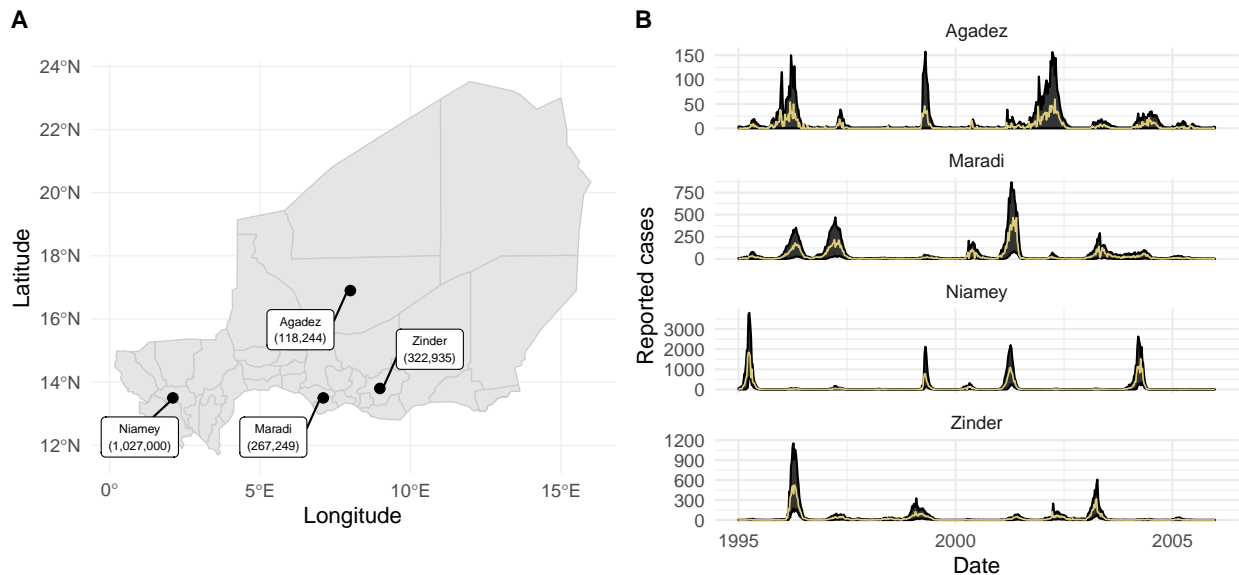 A
24°N
22°N
20°N
18°N
16°N
14°N
12°N
Latitude
Agadez
(118,244)
Zinder
(322,935)
Niamey
(1,027,000)
Maradi
(267,249)
0°
5°E
10°E
15°E
Longitude
B
Reported cases
Agadez
150
100
50
0
Maradi
750
500
250
0
Niamey
3000
2000
1000
0
Zinder
1200
900
600
300
0
1995
2000
2005
Date